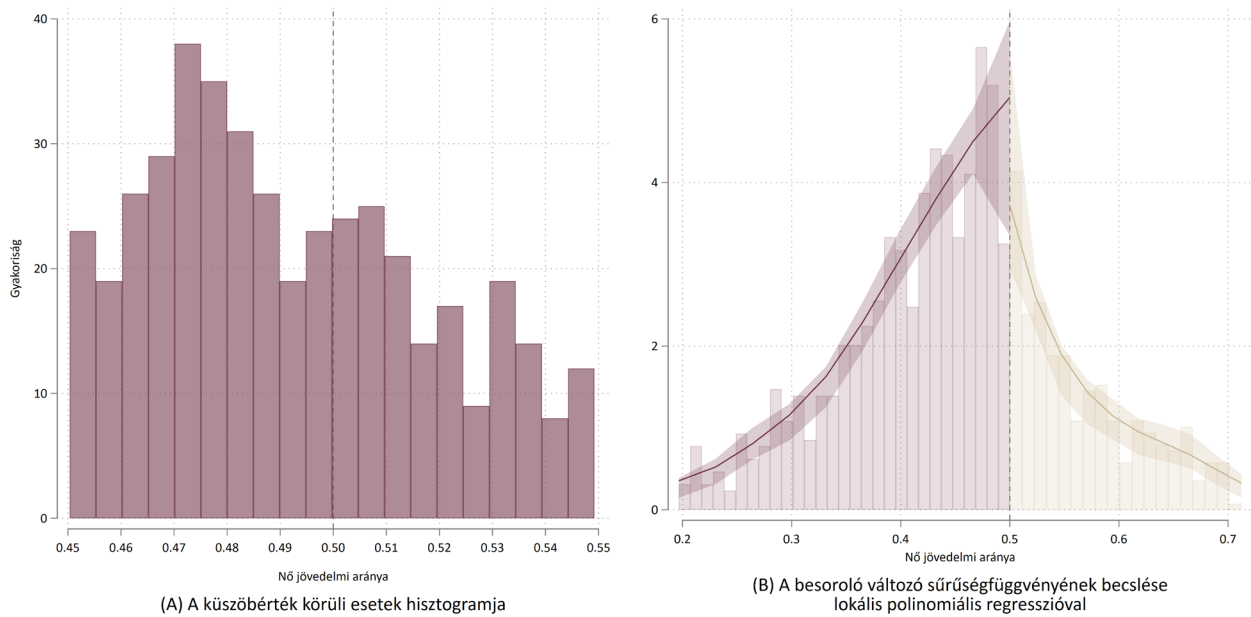 40
30
20
10
0
Gyakoriság
0.45 0.46 0.47 0.48 0.49 0.50 0.51 0.52 0.53 0.54 0.55
Nő jövedelmi aránya
(A) A küszöbérték körüli esetek hisztogramja
6
4
2
0
0.2 0.3 0.4 0.5 0.6 0.7
Nő jövedelmi aránya
(B) A besoroló változó sűrűségfüggvényének becslése
lokális polinomiális regresszióval